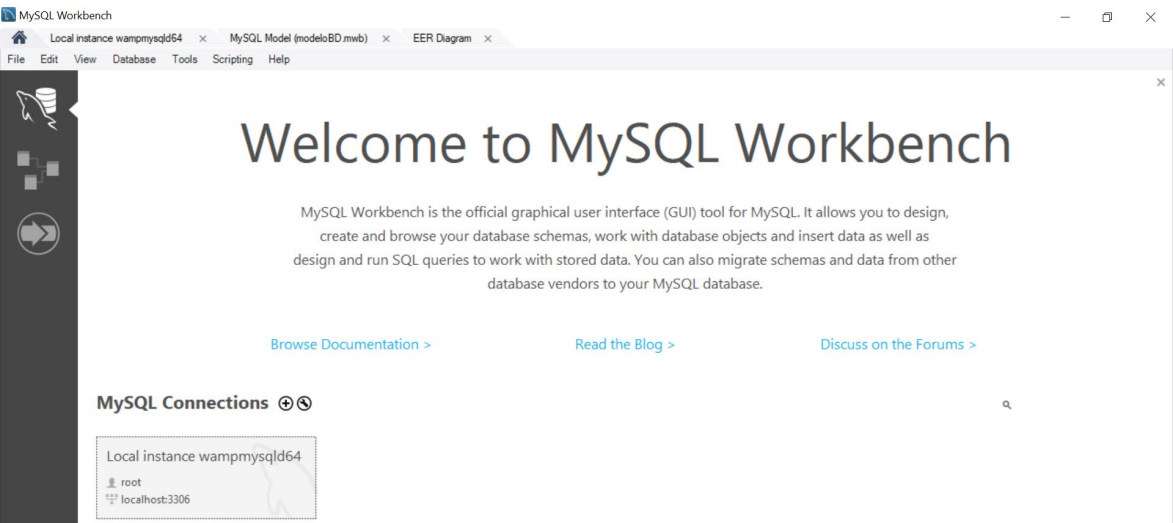 MySQL Workbench
Local instance wampmysqld64 × MySQL Model (modeloBD.mwb) × EER Diagram ×
File Edit View Database Tools Scripting Help
Welcome to MySQL Workbench
MySQL Workbench is the official graphical user interface (GUI) tool for MySQL. It allows you to design,
create and browse your database schemas, work with database objects and insert data as well as
design and run SQL queries to work with stored data. You can also migrate schemas and data from other
database vendors to your MySQL database.
Browse Documentation > Read the Blog > Discuss on the Forums >
MySQL Connections
Local instance wampmysqld64
root
localhost:3306